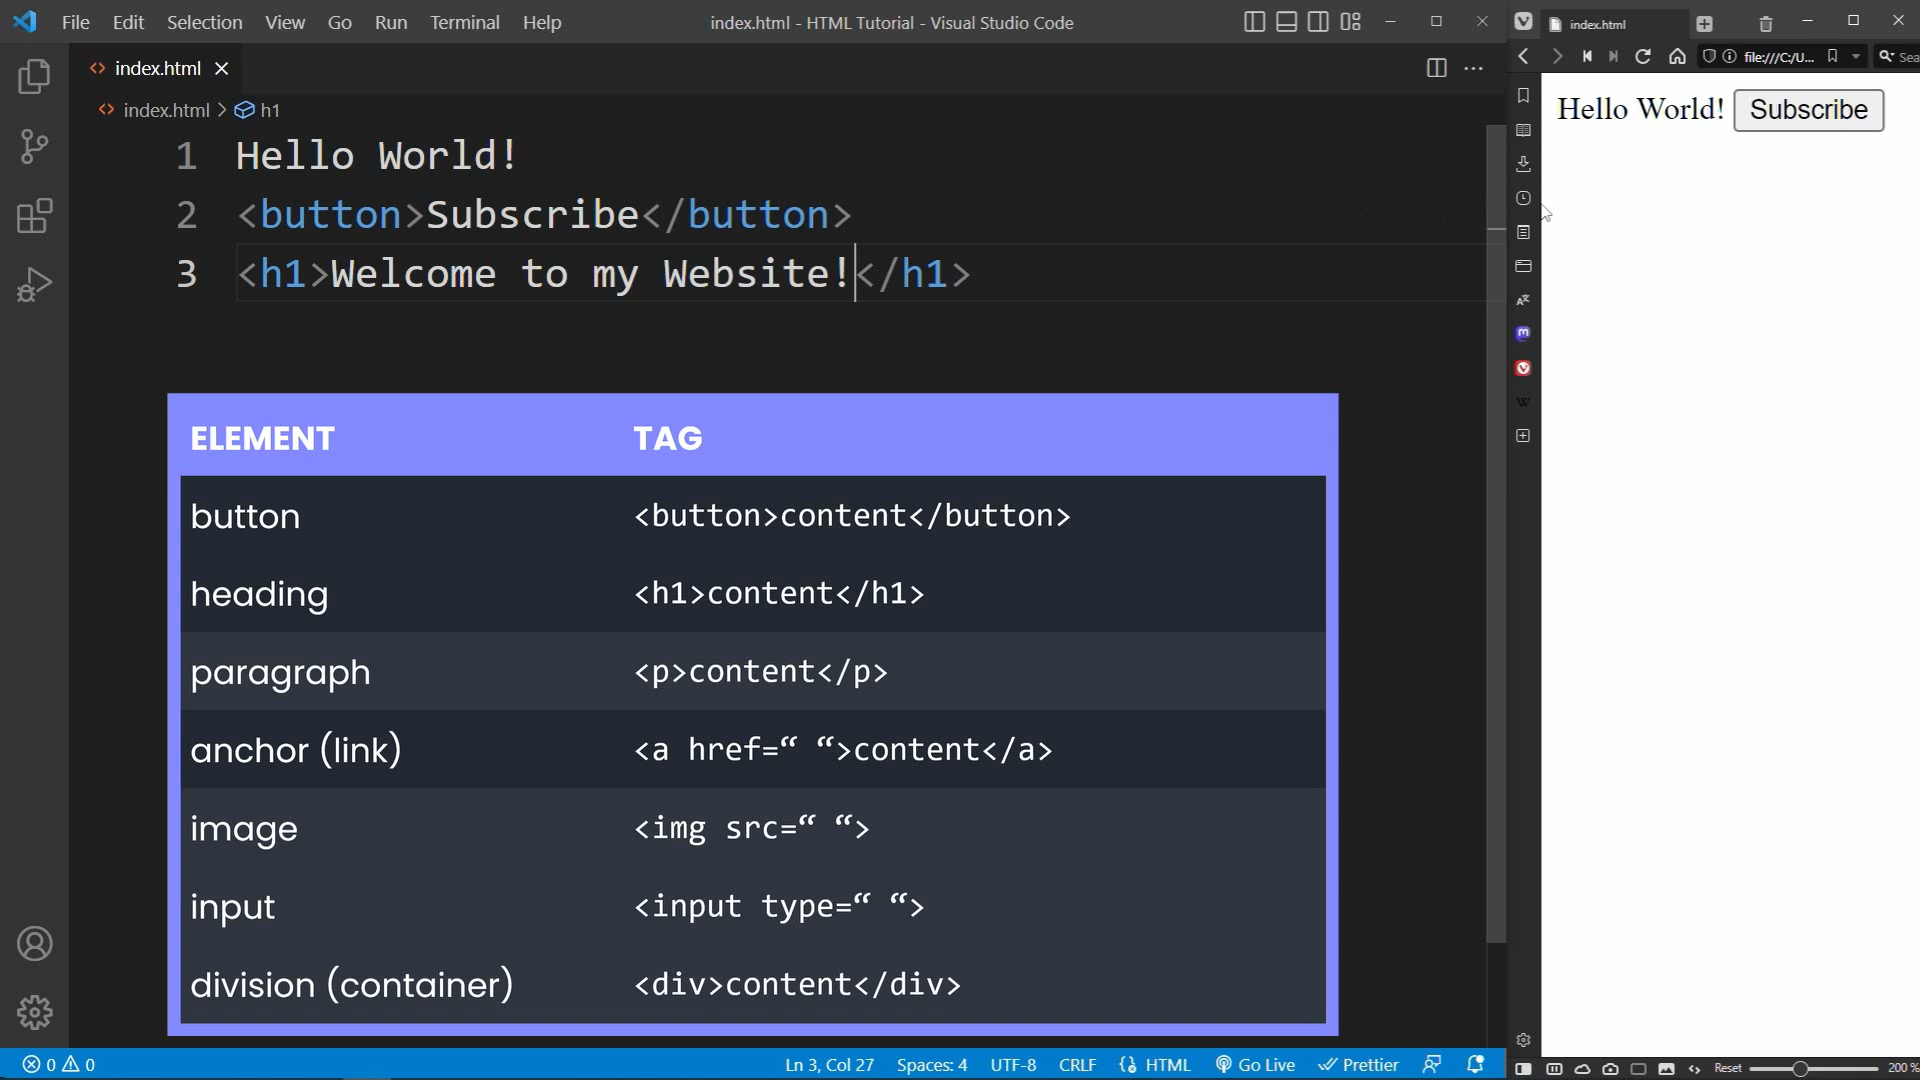 File Edit Selection View Go Run Terminal Help
index.html - HTML Tutorial - Visual Studio Code
index.html
index.html > h1
1 Hello World!
2 <button>Subscribe</button>
3 <h1>Welcome to my Website!</h1>
ELEMENT TAG
button <button>content</button>
heading <h1>content</h1>
paragraph <p>content</p>
anchor (link) <a href=“ “>content</a>
image <img src=“ “>
input <input type=“ “>
division (container) <div>content</div>
0 0 Ln 3, Col 27 Spaces: 4 UTF-8 CRLF HTML Go Live Prettier
index.html
file:///C:/U... Sea
Hello World! Subscribe
Reset 200 %